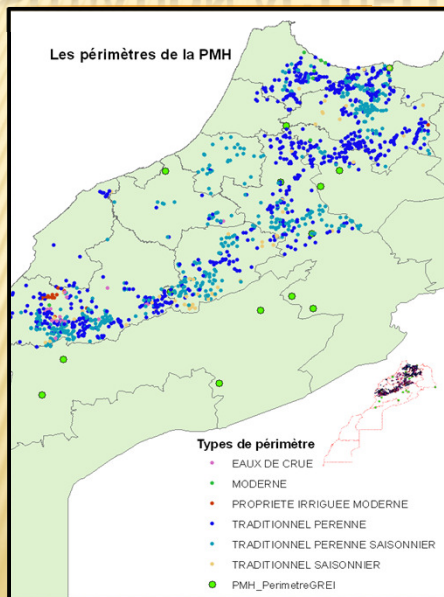 Les périmètres de la PMH
Types de périmètre
EAUX DE CRUE
MODERNE
PROPRIETE IRRIGUEE MODERNE
TRADITIONNEL PERENNE
TRADITIONNEL PERENNE SAISONNIER
TRADITIONNEL SAISONNIER
PMH_PerimetreGREI